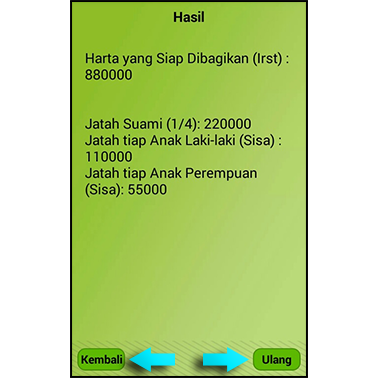 Hasil
Harta yang Siap Dibagikan (Irst) :
880000
Jatah Suami (1/4): 220000
Jatah tiap Anak Laki-laki (Sisa) :
110000
Jatah tiap Anak Perempuan
(Sisa): 55000
Kembali
Ulang